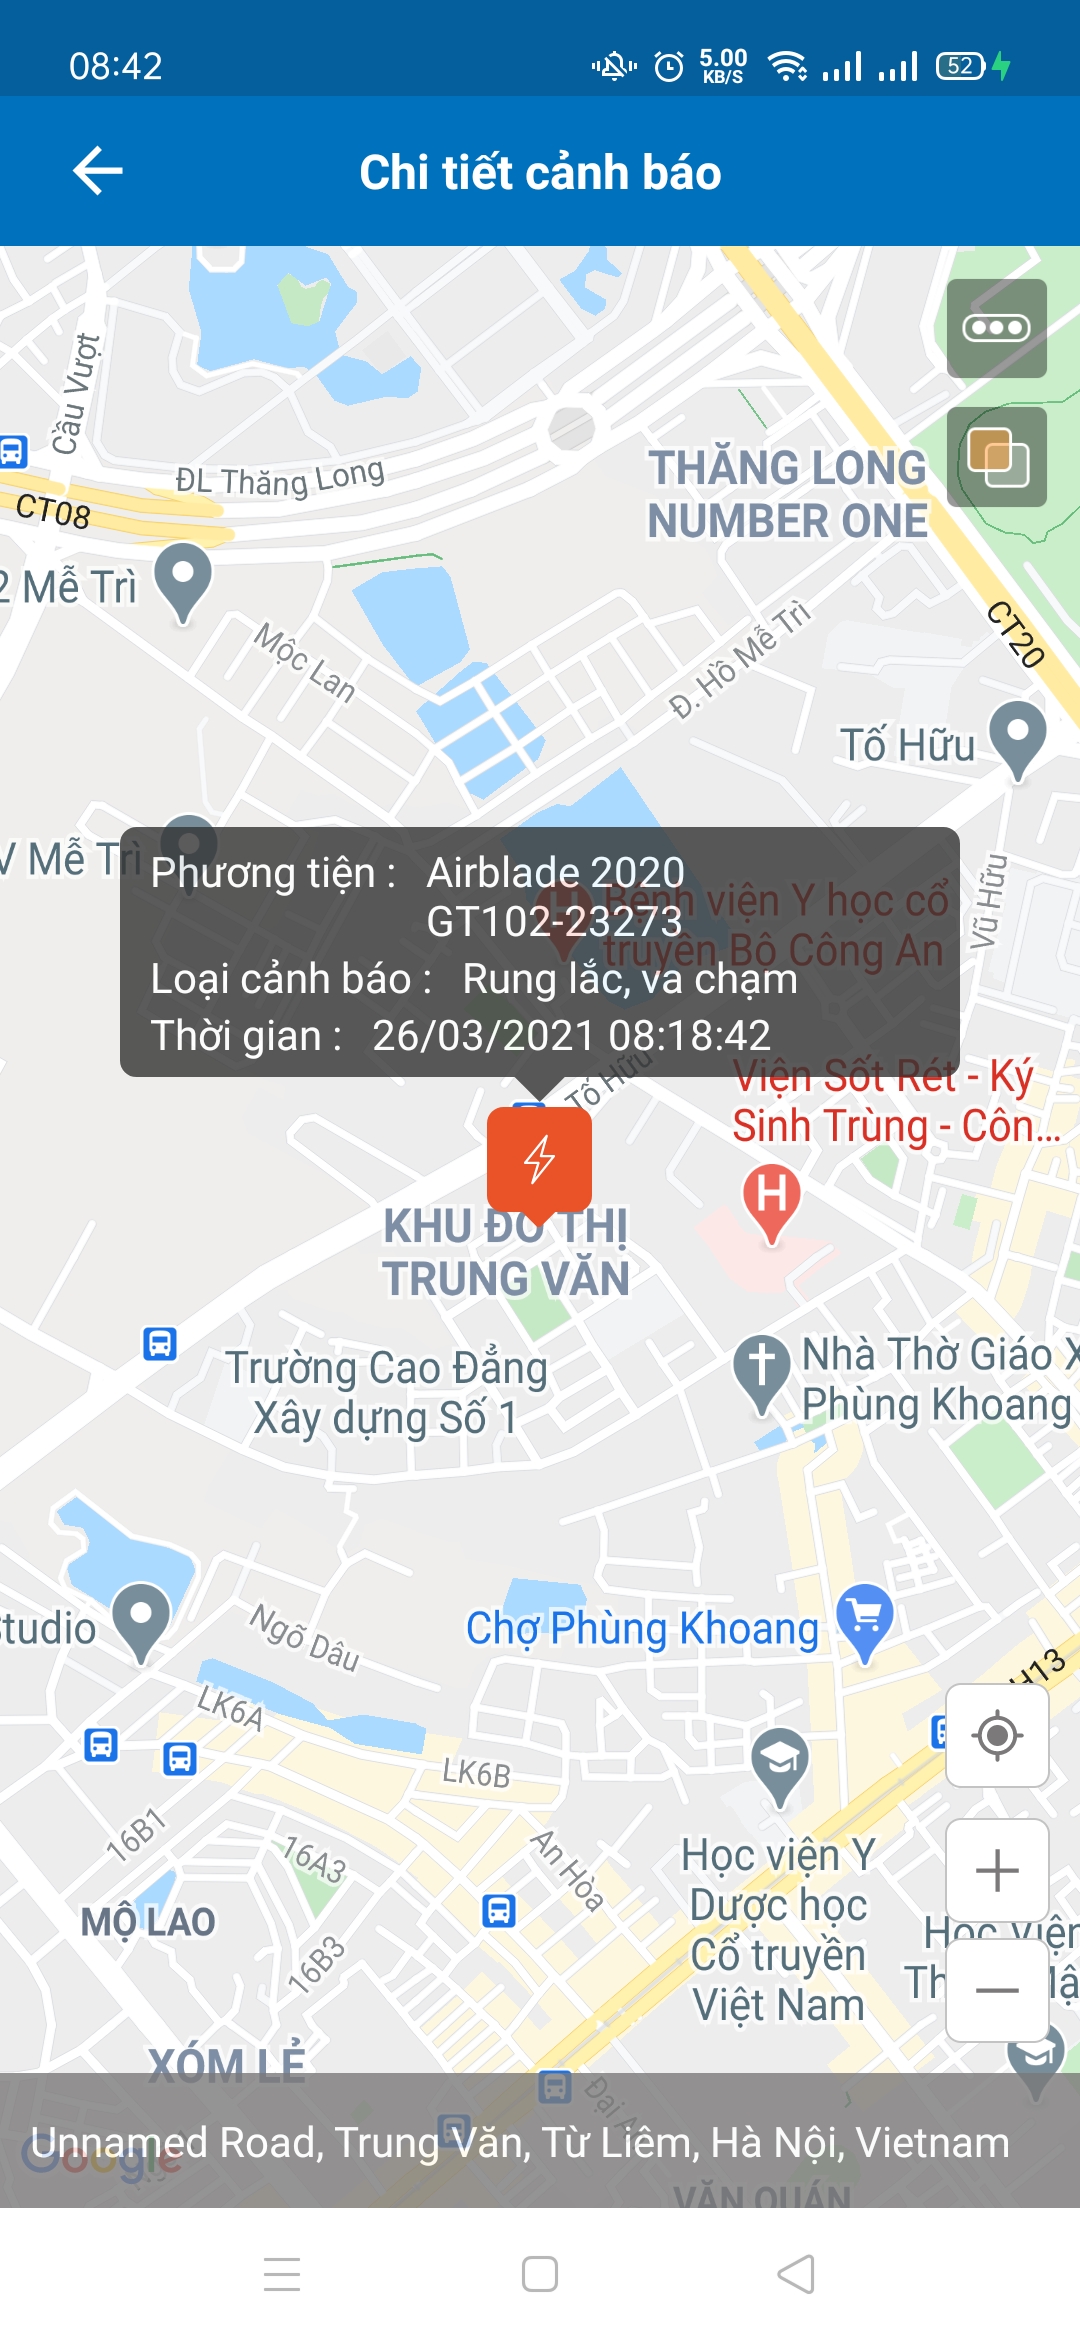 08:42
5.00
KB/S
52
Chi tiết cảnh báo
Cầu Vượt
ĐL Thăng Long
CT08
THĂNG LONG
NUMBER ONE
2 Mễ Trì
Mộc Lan
Đ. Hồ Mễ Trì
CT20
Tố Hữu
V Mễ Trì
Vũ Hữu
Phương tiện : Airblade 2020
GT102-23273
Loại cảnh báo : Rung lắc, va chạm
Thời gian : 26/03/2021 08:18:42
Bệnh viện Y học cổ
truyền Bộ Công An
Tố Hữu
Viện Sốt Rét - Ký
Sinh Trùng - Côn...
H
KHU ĐÔ THỊ
TRUNG VĂN
Trường Cao Đẳng
Xây dựng Số 1
Nhà Thờ Giáo X
Phùng Khoang
Studio
Ngõ Dâu
Chợ Phùng Khoang
H13
LK6A
LK6B
16B1
16A3
An Hòa
MỘ LAO
16B3
Học viện Y
Dược học
Cổ truyền
Việt Nam
Học viện
XÓM LẺ
Unnamed Road, Trung Văn, Từ Liêm, Hà Nội, Vietnam
Google
VĂN QUÁN